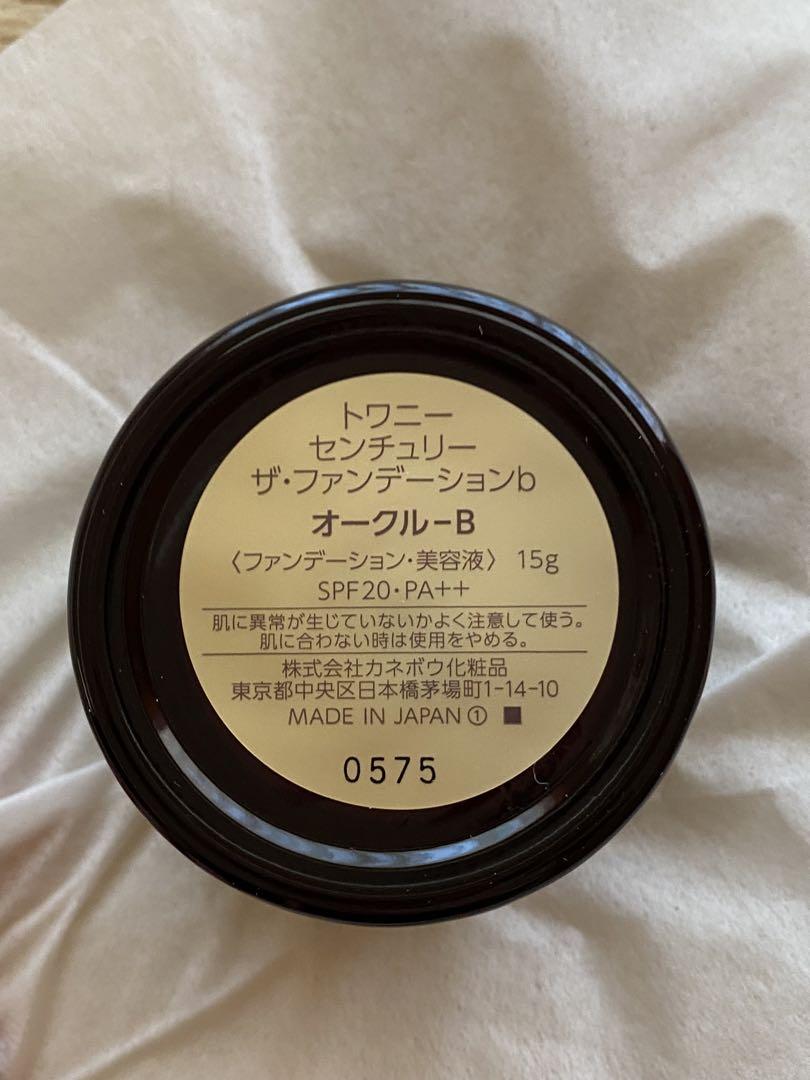 トワニー
センチュリー
ザ・ファンデーションb
オークル-B
〈ファンデーション・美容液〉 15g
SPF20・PA++
肌に異常が生じていないかよく注意して使う。
肌に合わない時は使用をやめる。
株式会社カネボウ化粧品
東京都中央区日本橋茅場町1-14-10
MADE IN JAPAN ① ■
0575